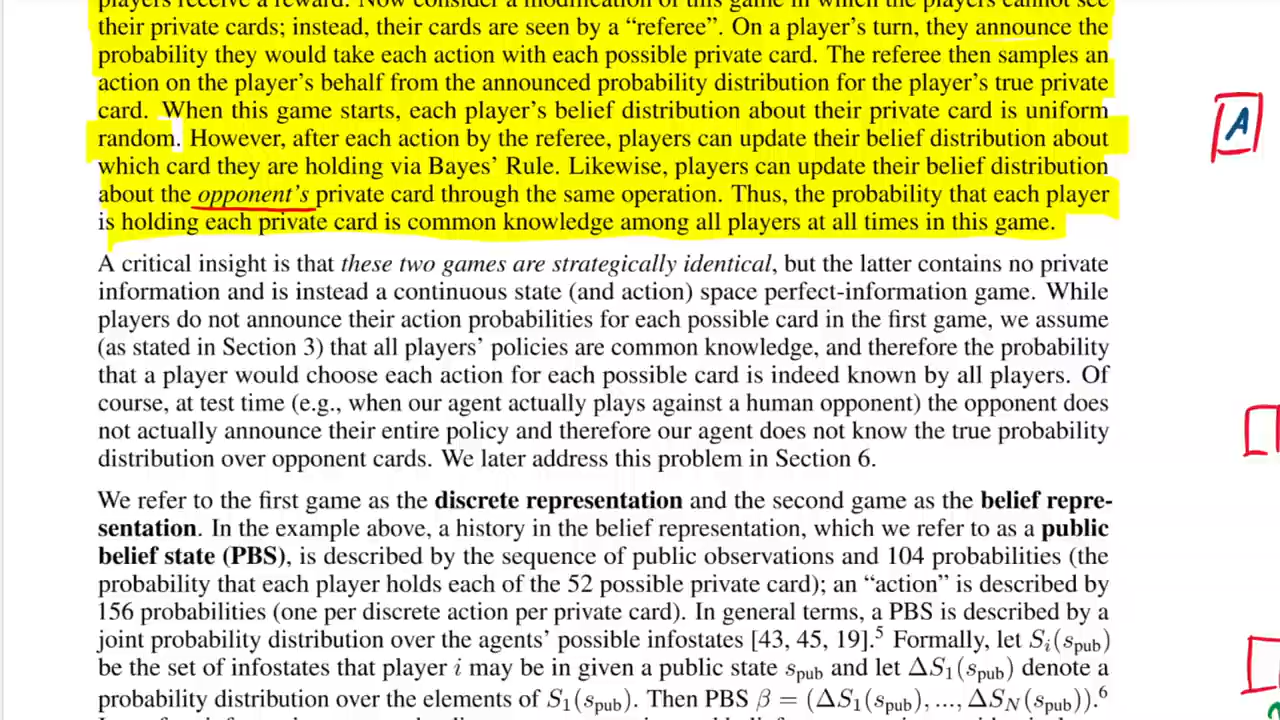 players receive a reward. Now consider a modification of this game in which the players cannot see
their private cards; instead, their cards are seen by a “referee”. On a player’s turn, they announce the
probability they would take each action with each possible private card. The referee then samples an
action on the player’s behalf from the announced probability distribution for the player’s true private
card. When this game starts, each player’s belief distribution about their private card is uniform
random. However, after each action by the referee, players can update their belief distribution about
which card they are holding via Bayes’ Rule. Likewise, players can update their belief distribution
about the opponent’s private card through the same operation. Thus, the probability that each player
is holding each private card is common knowledge among all players at all times in this game.
A critical insight is that these two games are strategically identical, but the latter contains no private
information and is instead a continuous state (and action) space perfect-information game. While
players do not announce their action probabilities for each possible card in the first game, we assume
(as stated in Section 3) that all players’ policies are common knowledge, and therefore the probability
that a player would choose each action for each possible card is indeed known by all players. Of
course, at test time (e.g., when our agent actually plays against a human opponent) the opponent does
not actually announce their entire policy and therefore our agent does not know the true probability
distribution over opponent cards. We later address this problem in Section 6.
We refer to the first game as the discrete representation and the second game as the belief repre-
sentation. In the example above, a history in the belief representation, which we refer to as a public
belief state (PBS), is described by the sequence of public observations and 104 probabilities (the
probability that each player holds each of the 52 possible private card); an “action” is described by
156 probabilities (one per discrete action per private card). In general terms, a PBS is described by a
joint probability distribution over the agents’ possible infostates [43, 45, 19].⁵ Formally, let Sᵢ(s_pub)
be the set of infostates that player i may be in given a public state s_pub and let ΔS₁(s_pub) denote a
probability distribution over the elements of S₁(s_pub). Then PBS β = (ΔS₁(s_pub), ..., ΔS_N(s_pub)).⁶
A